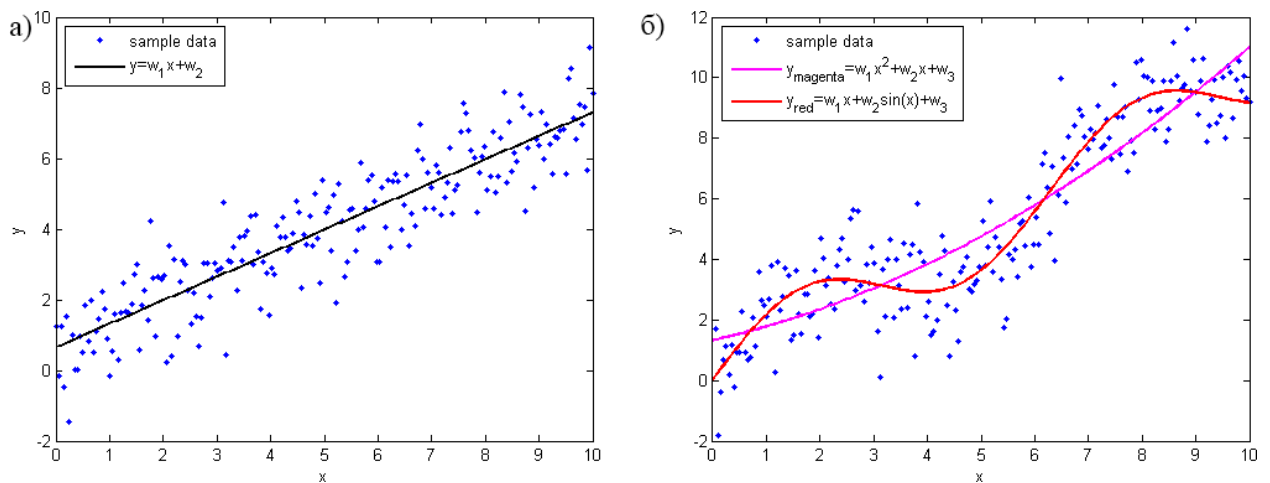 а)
sample data
y=w₁x+w₂
10
8
6
4
2
0
-2
y
0 1 2 3 4 5 6 7 8 9 10
x
б)
sample data
y_magenta=w₁x²+w₂x+w₃
y_red=w₁x+w₂sin(x)+w₃
12
10
8
6
4
2
0
-2
y
0 1 2 3 4 5 6 7 8 9 10
x